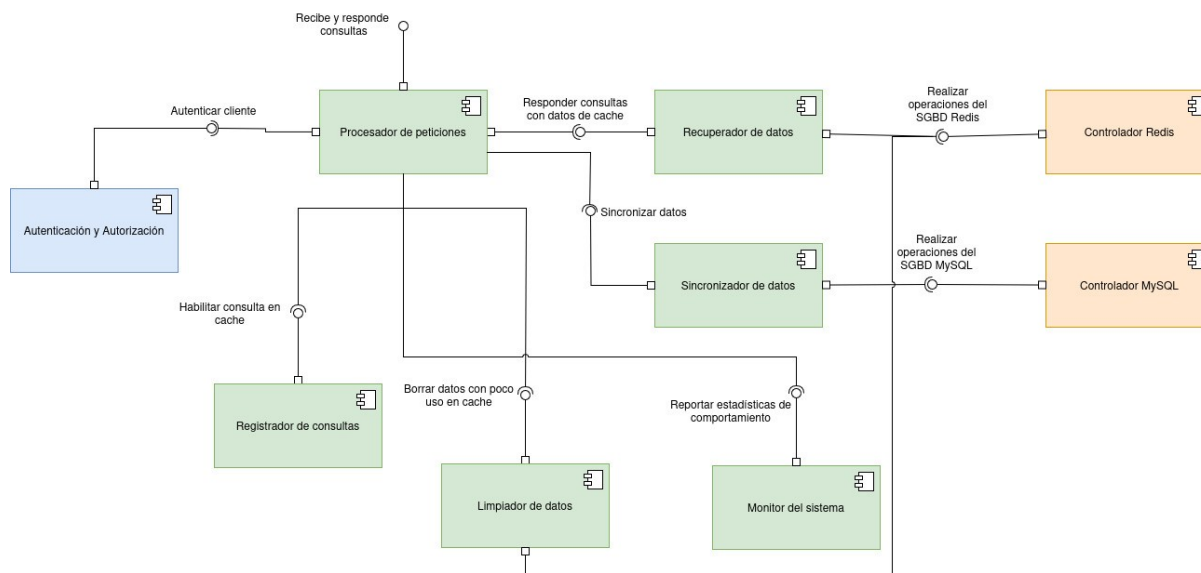 Recibe y responde
consultas
Autenticar cliente
Procesador de peticiones
Responder consultas
con datos de cache
Recuperador de datos
Realizar
operaciones del
SGBD Redis
Controlador Redis
Autenticación y Autorización
Sincronizar datos
Realizar
operaciones del
SGBD MySQL
Sincronizador de datos
Controlador MySQL
Habilitar consulta en
cache
Registrador de consultas
Borrar datos con poco
uso en cache
Reportar estadísticas de
comportamiento
Limpiador de datos
Monitor del sistema